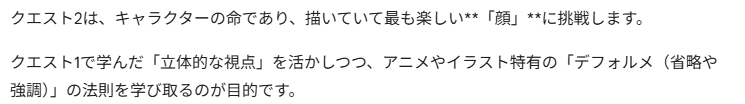 クエスト2は、キャラクターの命であり、描いていて最も楽しい**「顔」**に挑戦します。
クエスト1で学んだ「立体的な視点」を活かしつつ、アニメやイラスト特有の「デフォルメ（省略や
強調）」の法則を学び取るのが目的です。